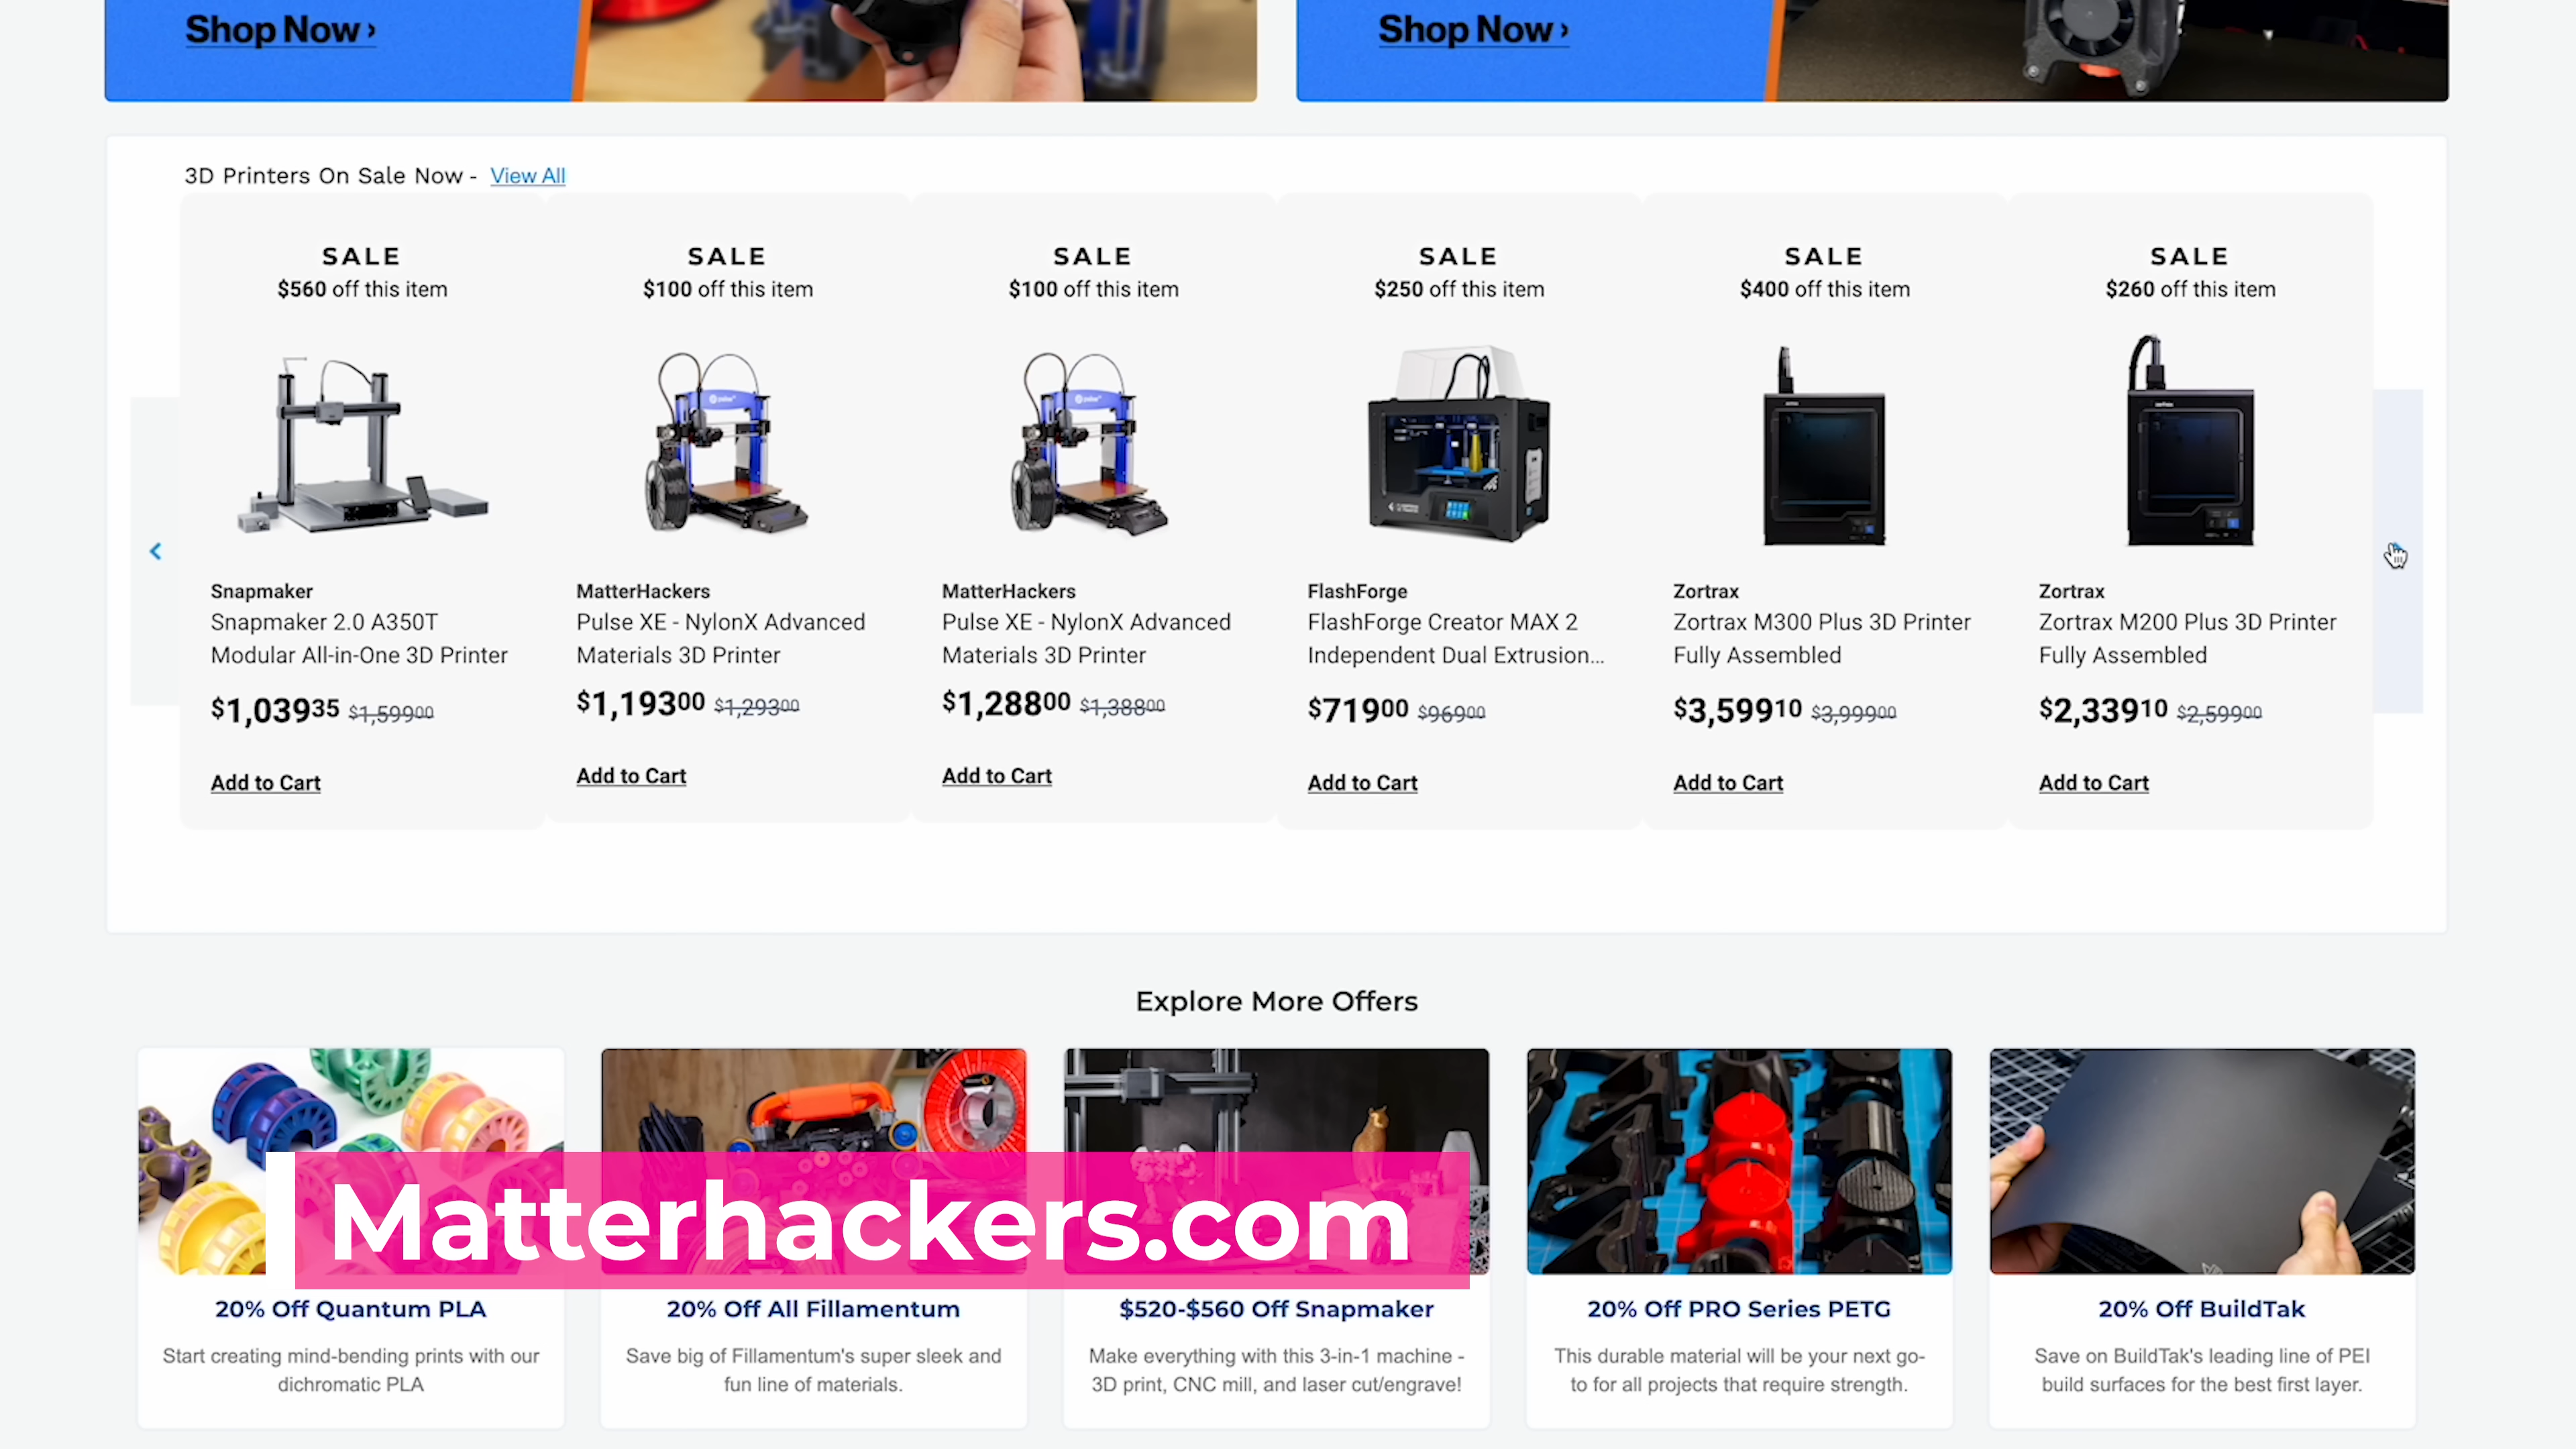 Shop Now ›
Shop Now ›
3D Printers On Sale Now - View All
SALE
$560 off this item
Snapmaker
Snapmaker 2.0 A350T
Modular All-in-One 3D Printer
$1,03935 $1,59900
Add to Cart
SALE
$100 off this item
MatterHackers
Pulse XE - NylonX Advanced
Materials 3D Printer
$1,19300 $1,29300
Add to Cart
SALE
$100 off this item
MatterHackers
Pulse XE - NylonX Advanced
Materials 3D Printer
$1,28800 $1,38800
Add to Cart
SALE
$250 off this item
FlashForge
FlashForge Creator MAX 2
Independent Dual Extrusion...
$71900 $96900
Add to Cart
SALE
$400 off this item
Zortrax
Zortrax M300 Plus 3D Printer
Fully Assembled
$3,59910 $3,99900
Add to Cart
SALE
$260 off this item
Zortrax
Zortrax M200 Plus 3D Printer
Fully Assembled
$2,33910 $2,59900
Add to Cart
Explore More Offers
Matterhackers.com
20% Off Quantum PLA
Start creating mind-bending prints with our
dichromatic PLA
20% Off All Fillamentum
Save big of Fillamentum's super sleek and
fun line of materials.
$520-$560 Off Snapmaker
Make everything with this 3-in-1 machine -
3D print, CNC mill, and laser cut/engrave!
20% Off PRO Series PETG
This durable material will be your next go-
to for all projects that require strength.
20% Off BuildTak
Save on BuildTak's leading line of PEI
build surfaces for the best first layer.